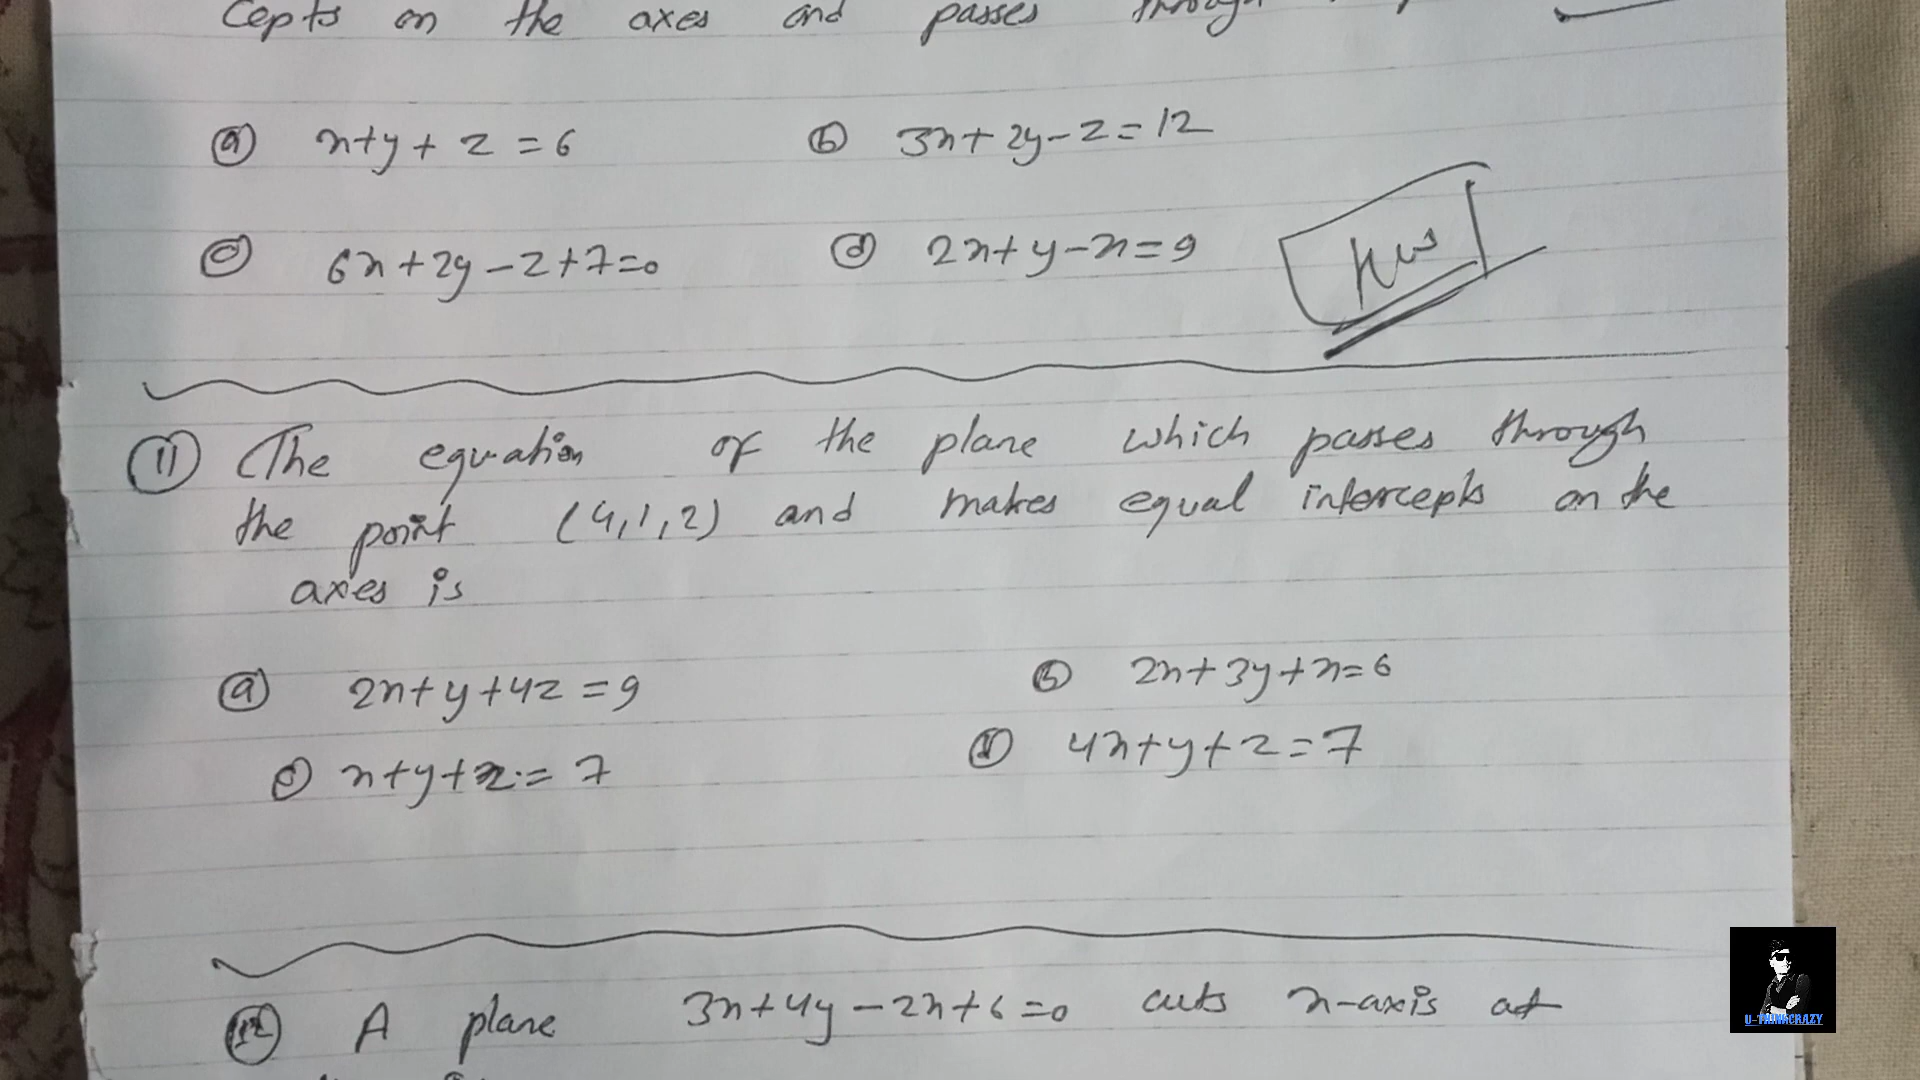 cepts on the axes and passes through
(a) x+y+z=6 (b) 3x+2y-z=12
(c) 6x+2y-z+7=0 (d) 2x+y-x=9
(11) The equation of the plane which passes through
the point (4,1,2) and makes equal intercepts on the
axes is
(a) 2x+y+4z=9 (b) 2x+3y+x=6
(c) x+y+z=7 (d) 4x+y+z=7
(12) A plane 3x+4y-2x+6=0 cuts x-axis at
U-THINKCRAZY